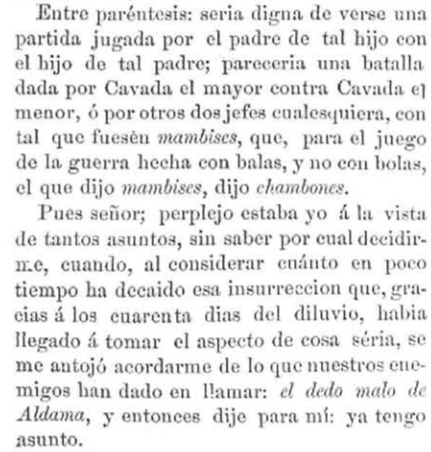 Entre paréntesis: seria digna de verse una
partida jugada por el padre de tal hijo con
el hijo de tal padre; pareceria una batalla
dada por Cavada el mayor contra Cavada el
menor, ó por otros dos jefes cualesquiera, con
tal que fuesèn mambises, que, para el juego
de la guerra hecha con balas, y no con bolas,
el que dijo mambises, dijo chambones.
Pues señor; perplejo estaba yo á la vista
de tantos asuntos, sin saber por cual decidir-
me, cuando, al considerar cuánto en poco
tiempo ha decaido esa insurreccion que, gra-
cias á los cuarenta dias del diluvio, habia
llegado á tomar el aspecto de cosa séria, se
me antojó acordarme de lo que nuestros ene-
migos han dado en llamar: el dedo malo de
Aldama, y entonces dije para mí: ya tengo
asunto.